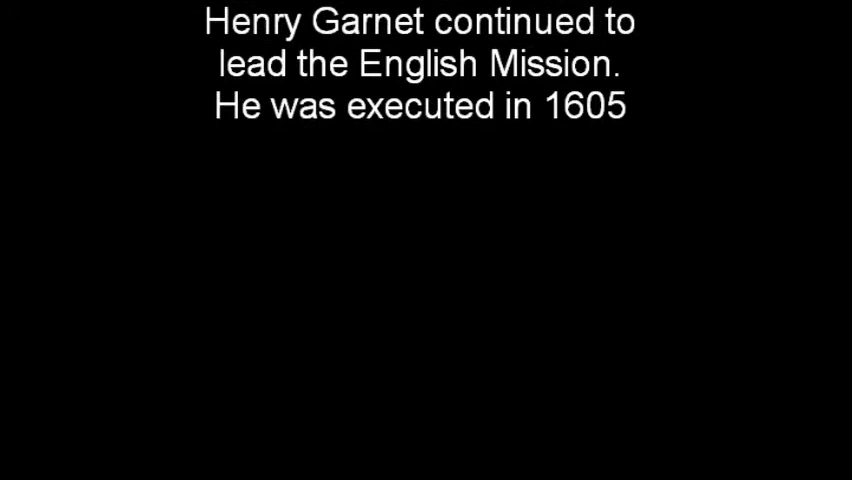 Henry Garnet continued to
lead the English Mission.
He was executed in 1605